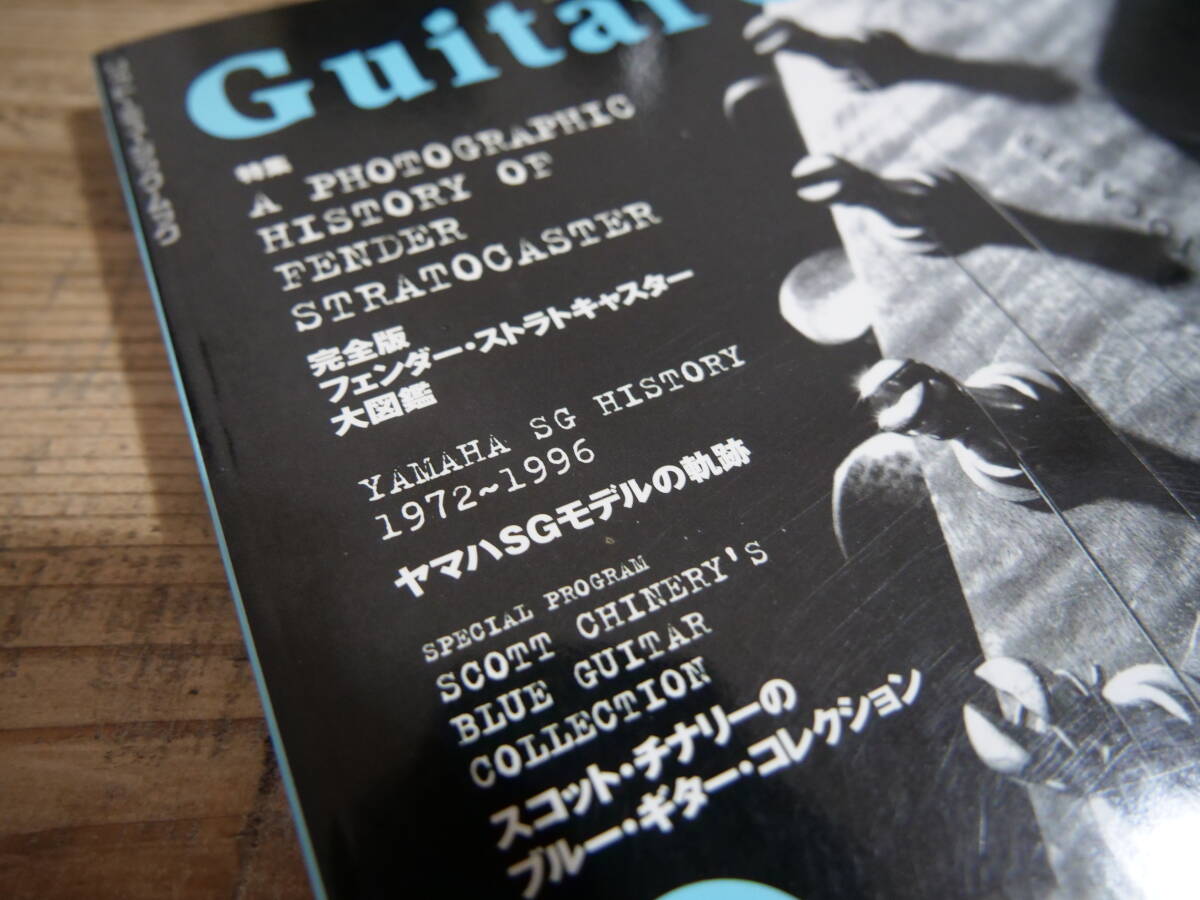 Guitar
特集
A PHOTOGRAPHIC
HISTORY OF
FENDER
STRATOCASTER
完全版
フェンダー・ストラトキャスター
大図鑑
YAMAHA SG HISTORY
1972~1996
ヤマハSGモデルの軌跡
SPECIAL PROGRAM
SCOTT CHINERY'S
BLUE GUITAR
COLLECTION
スコット・チナリーの
ブルー・ギター・コレクション